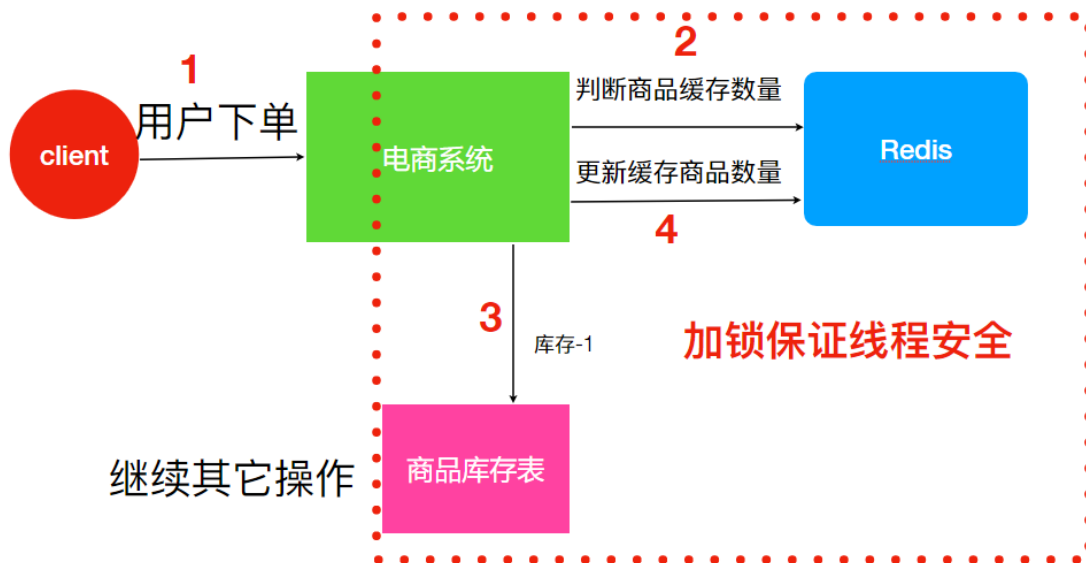 1
2
用户下单
判断商品缓存数量
client
电商系统
Redis
更新缓存商品数量
4
3
库存-1
加锁保证线程安全
继续其它操作
商品库存表